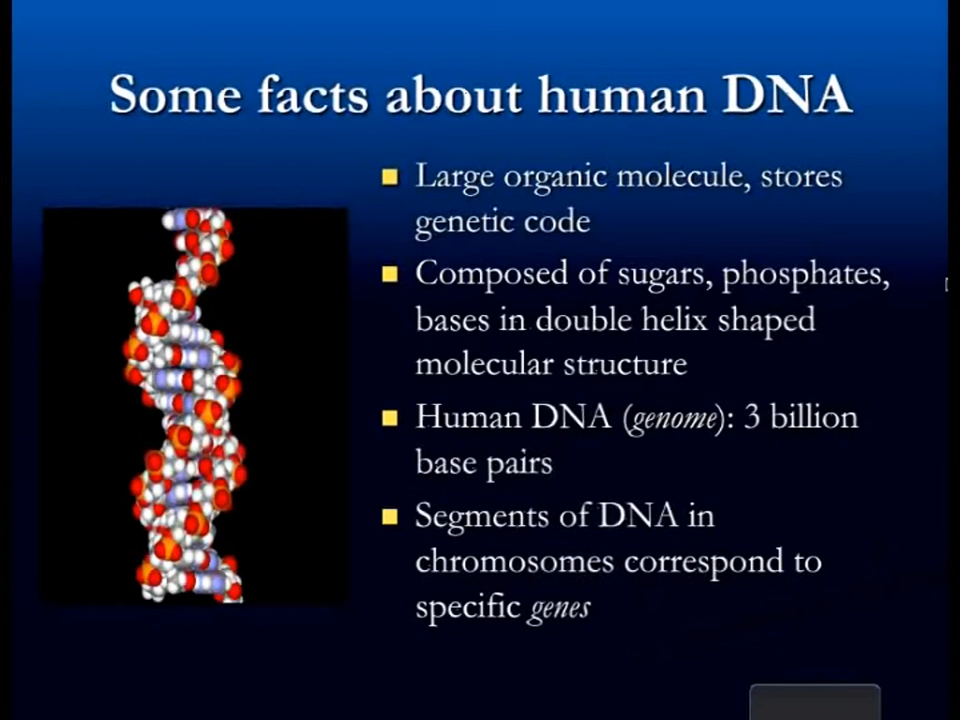 Some facts about human DNA
Large organic molecule, stores
genetic code
Composed of sugars, phosphates,
bases in double helix shaped
molecular structure
Human DNA (genome): 3 billion
base pairs
Segments of DNA in
chromosomes correspond to
specific genes